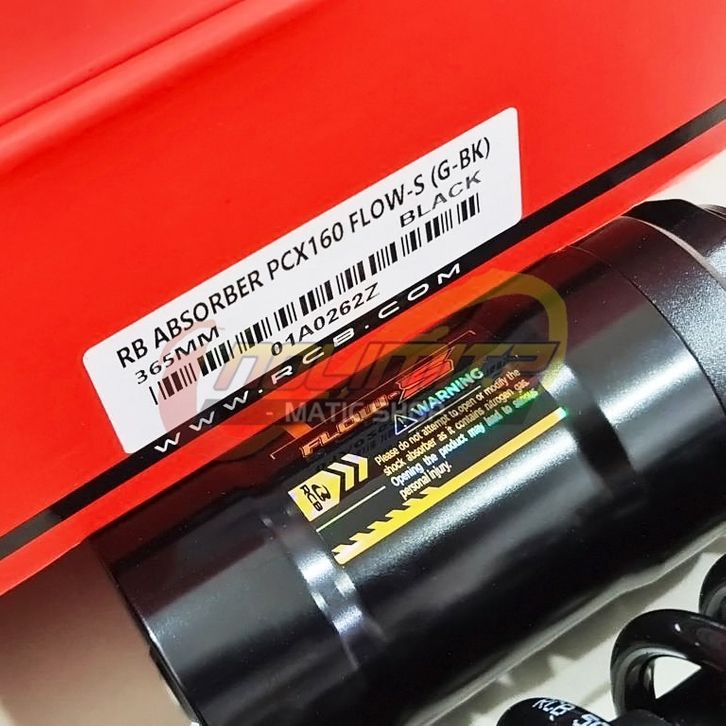 RB ABSORBER PCX160 FLOW-S (G-BK)
365MM
BLACK
01A0262Z
WWW.RCB.COM
MATIC SHOP
FLOW-S
WARNING
Please do not attempt to open or modify the
shock absorber as it contains nitrogen gas.
Opening the product may lead to serious
personal injury.
RCB